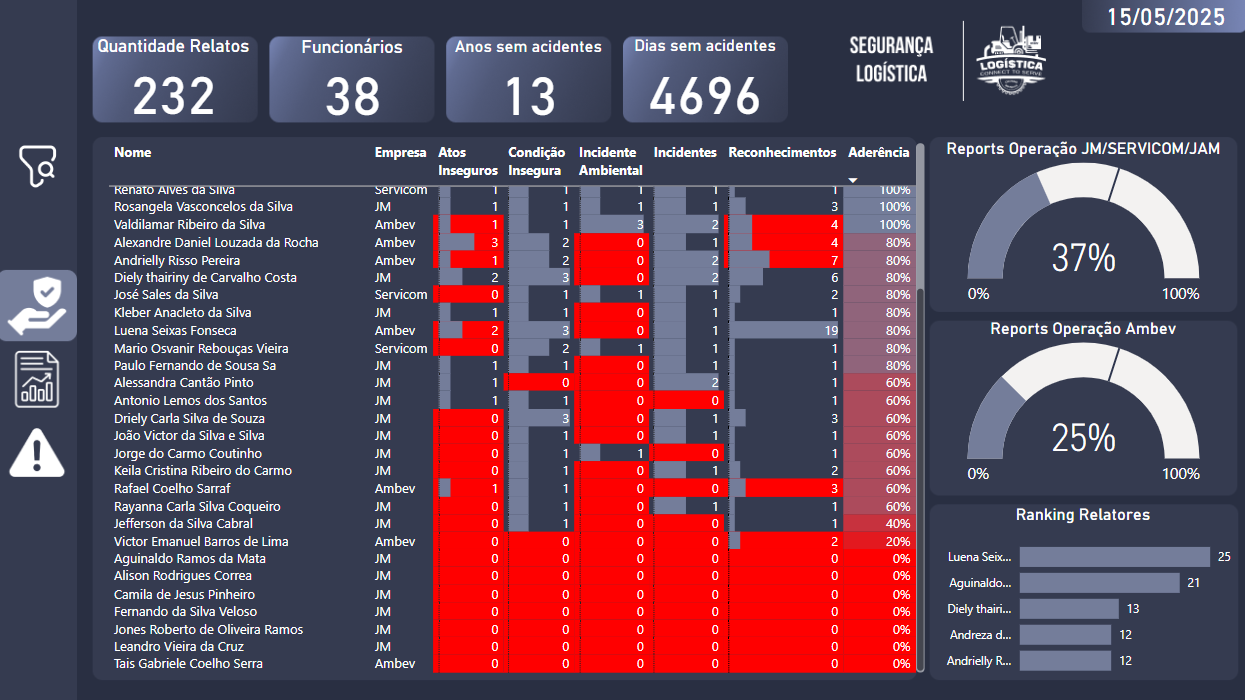 15/05/2025
Quantidade Relatos
232
Funcionários
38
Anos sem acidentes
13
Dias sem acidentes
4696
SEGURANÇA
LOGÍSTICA
LOGÍSTICA
CONNECT TO SERVE
Nome Empresa Atos Inseguros Condição Insegura Incidente Ambiental Incidentes Reconhecimentos Aderência
Renato Alves da Silva Servicom 1 1 1 1 1 100%
Rosangela Vasconcelos da Silva JM 1 1 1 1 3 100%
Valdilamar Ribeiro da Silva Ambev 1 1 3 2 4 100%
Alexandre Daniel Louzada da Rocha Ambev 3 2 0 1 4 80%
Andrielly Risso Pereira Ambev 1 2 0 2 7 80%
Diely thairiny de Carvalho Costa JM 2 3 0 2 6 80%
José Sales da Silva Servicom 0 1 1 1 2 80%
Kleber Anacleto da Silva JM 1 1 0 1 1 80%
Luena Seixas Fonseca Ambev 2 3 0 1 19 80%
Mario Osvanir Rebouças Vieira Servicom 0 2 1 1 1 80%
Paulo Fernando de Sousa Sa JM 1 1 0 1 1 80%
Alessandra Cantão Pinto JM 1 0 0 2 1 60%
Antonio Lemos dos Santos JM 1 1 0 0 1 60%
Driely Carla Silva de Souza JM 0 3 0 1 3 60%
João Victor da Silva e Silva JM 0 1 0 1 1 60%
Jorge do Carmo Coutinho JM 0 1 1 0 1 60%
Keila Cristina Ribeiro do Carmo JM 0 1 0 1 2 60%
Rafael Coelho Sarraf Ambev 1 1 0 0 3 60%
Rayanna Carla Silva Coqueiro JM 0 1 0 1 1 60%
Jefferson da Silva Cabral JM 0 1 0 0 1 40%
Victor Emanuel Barros de Lima Ambev 0 0 0 0 2 20%
Aguinaldo Ramos da Mata JM 0 0 0 0 0 0%
Alison Rodrigues Correa JM 0 0 0 0 0 0%
Camila de Jesus Pinheiro JM 0 0 0 0 0 0%
Fernando da Silva Veloso JM 0 0 0 0 0 0%
Jones Roberto de Oliveira Ramos JM 0 0 0 0 0 0%
Leandro Vieira da Cruz JM 0 0 0 0 0 0%
Tais Gabriele Coelho Serra Ambev 0 0 0 0 0 0%
Reports Operação JM/SERVICOM/JAM
37%
0% 100%
Reports Operação Ambev
25%
0% 100%
Ranking Relatores
Luena Seix... 25
Aguinaldo... 21
Diely thairi... 13
Andreza d... 12
Andrielly R... 12